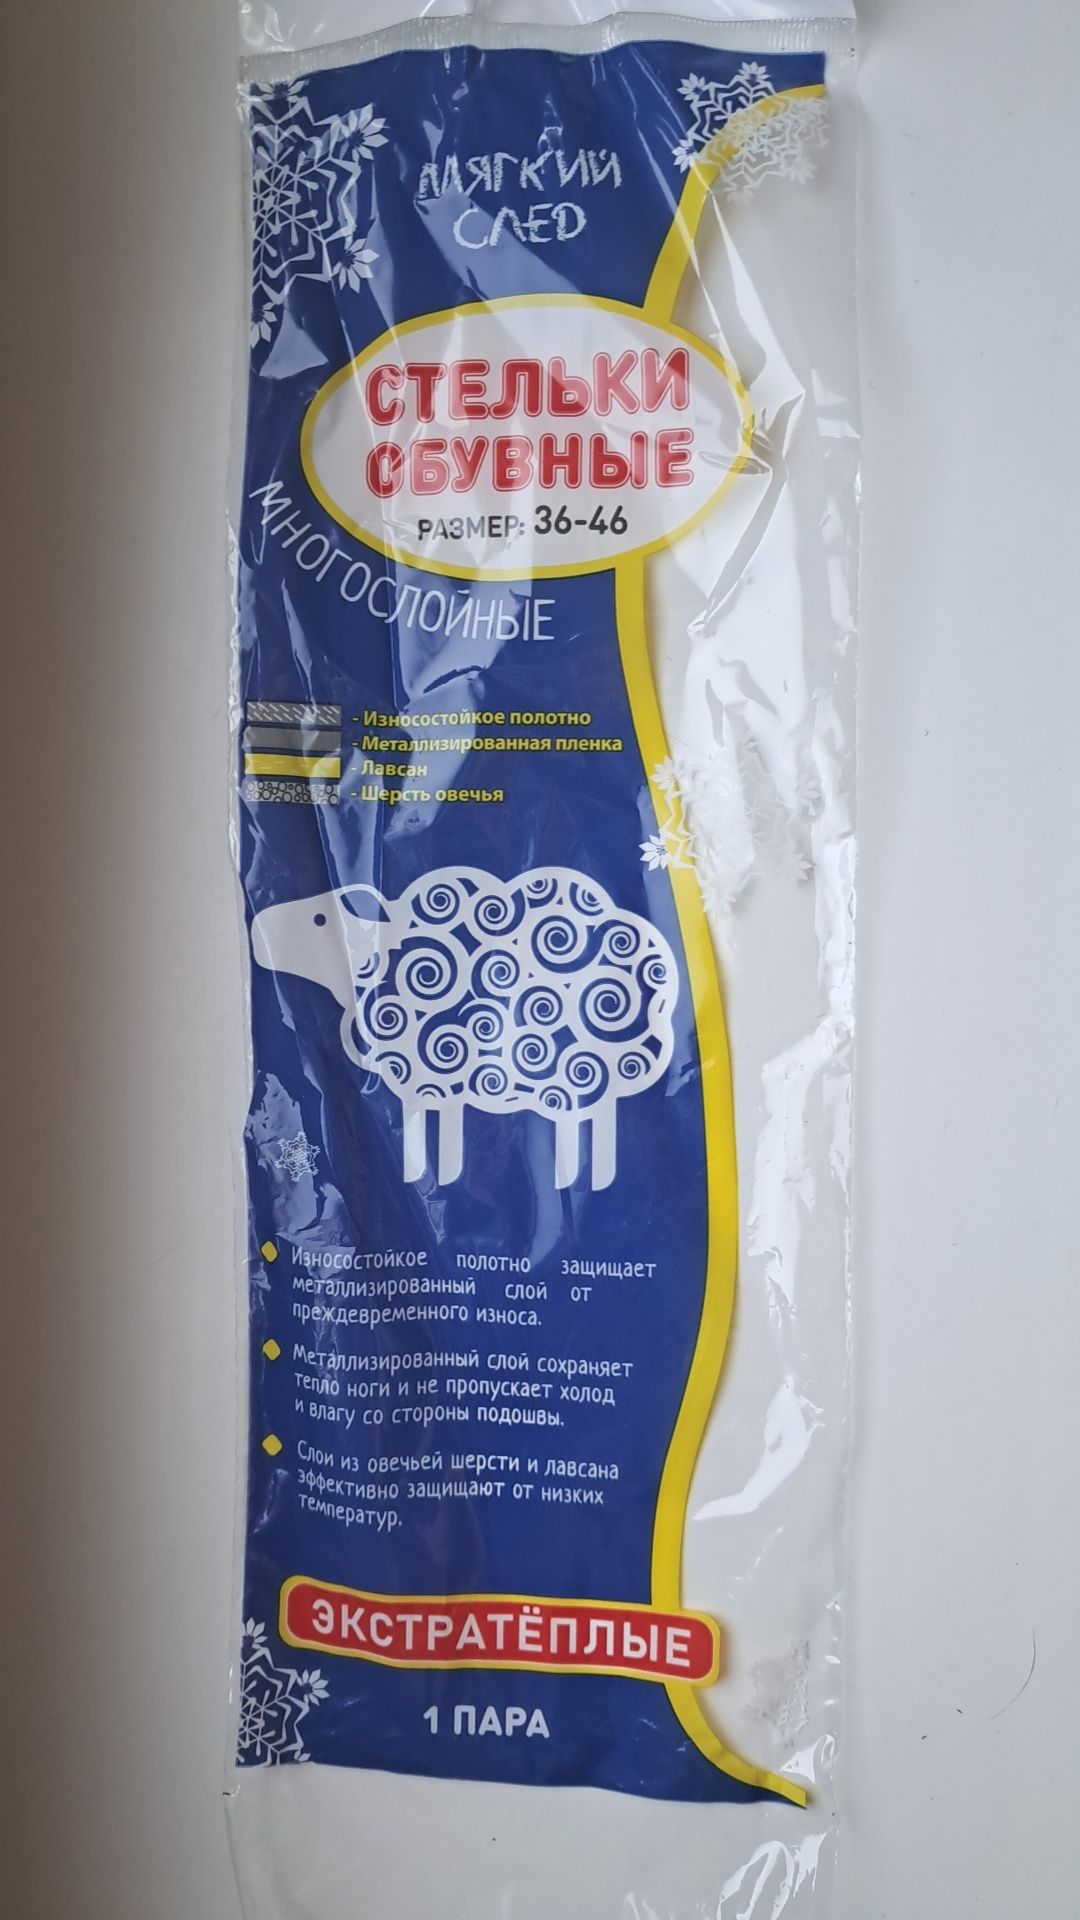 МЯГКИЙ
СЛЕД
СТЕЛЬКИ
ОБУВНЫЕ
РАЗМЕР: 36-46
МНОГОСЛОЙНЫЕ
- Износостойкое полотно
- Металлизированная пленка
- Лавсан
- Шерсть овечья
Износостойкое полотно защищает
металлизированный слой от
преждевременного износа.
Металлизированный слой сохраняет
тепло ноги и не пропускает холод
и влагу со стороны подошвы.
Слои из овечьей шерсти и лавсана
эффективно защищают от низких
температур.
ЭКСТРАТЁПЛЫЕ
1 ПАРА